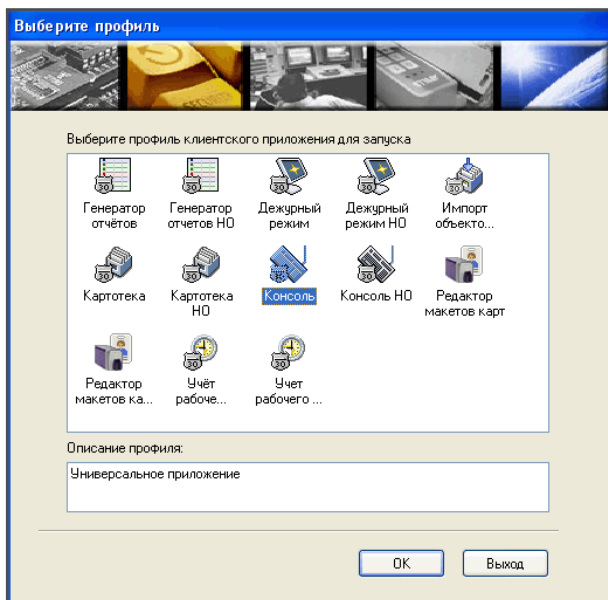 Выберите профиль
Выберите профиль клиентского приложения для запуска
Генератор отчётов
Генератор отчетов НО
Дежурный режим
Дежурный режим НО
Импорт объекто...
Картотека
Картотека НО
Консоль
Консоль НО
Редактор макетов карт
Редактор макетов ка...
Учёт рабоче...
Учет рабочего ...
Описание профиля:
Универсальное приложение
OK
Выход